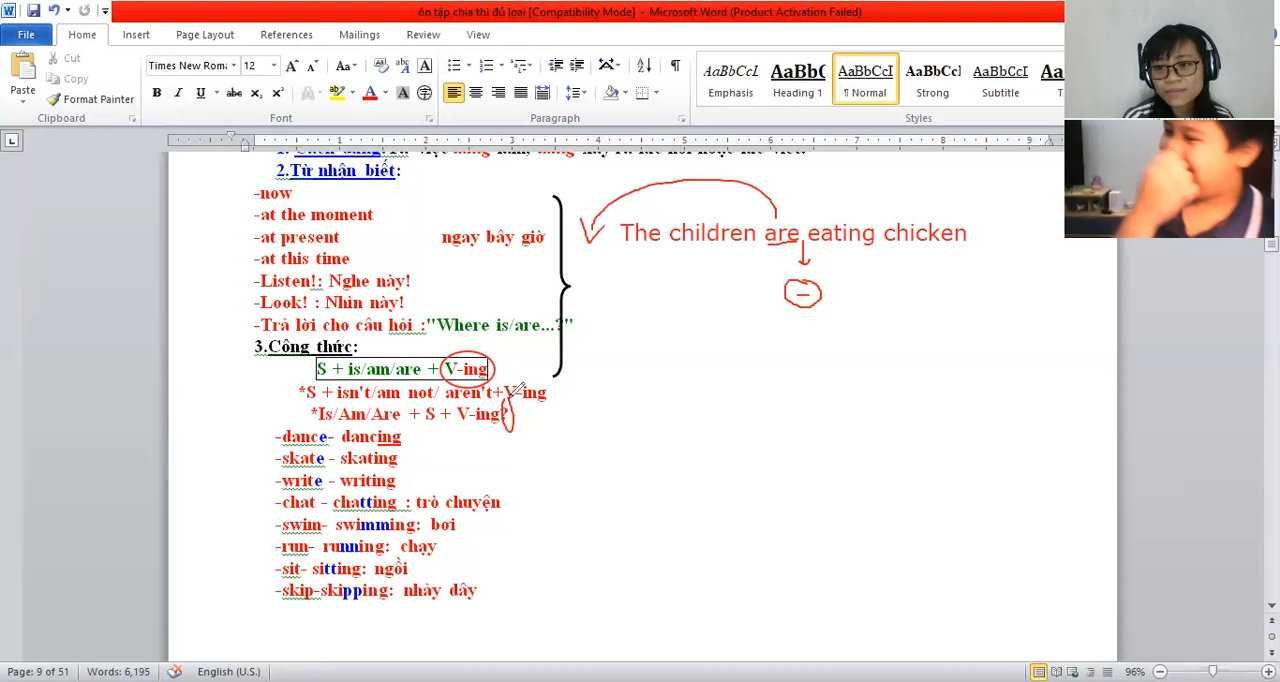 ôn tập chia thì đủ loại [Compatibility Mode] - Microsoft Word (Product Activation Failed)
File Home Insert Page Layout References Mailings Review View
Paste
Cut
Copy
Format Painter
Clipboard
Times New Rom 12
Font
Paragraph
AaBbCcI AaBbC AaBbCcI AaBbCcl AaBbCcI
Emphasis Heading 1 ¶ Normal Strong Subtitle
Styles
2.Từ nhận biết:
-now
-at the moment
-at present ngay bây giờ
-at this time
-Listen!: Nghe này!
-Look! : Nhìn này!
-Trả lời cho câu hỏi :"Where is/are...?"
The children are eating chicken
3.Công thức:
S + is/am/are + V-ing
*S + isn't/am not/ aren't+V-ing
*Is/Am/Are + S + V-ing?
-dance- dancing
-skate - skating
-write - writing
-chat - chatting : trò chuyện
-swim- swimming: bơi
-run- running: chạy
-sit- sitting: ngồi
-skip-skipping: nhảy dây
Page: 9 of 51 Words: 6,195 English (U.S.) 96%